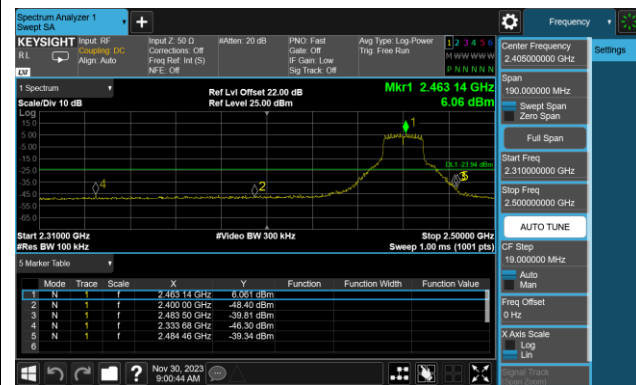 Spectrum Analyzer 1
Swept SA
Frequency
KEYSIGHT
RL
LXI
Input: RF
Coupling: DC
Align: Auto
Input Z: 50 Ω
Corrections: Off
Freq Ref: Int (S)
NFE: Off
#Atten: 20 dB
PNO: Fast
Gate: Off
IF Gain: Low
Sig Track: Off
Avg Type: Log-Power
Trig: Free Run
1 2 3 4 5 6
M W W W W W
P N N N N N
1 Spectrum
Scale/Div 10 dB
Ref Lvl Offset 22.00 dB
Ref Level 25.00 dBm
Mkr1 2.463 14 GHz
6.06 dBm
Log
15.0
5.00
-5.00
-15.0
-25.0
-35.0
-45.0
-55.0
-65.0
1
DL1 -23.94 dBm
4
2
5
Start 2.31000 GHz
#Res BW 100 kHz
#Video BW 300 kHz
Stop 2.50000 GHz
Sweep 1.00 ms (1001 pts)
5 Marker Table
Mode Trace Scale X Y Function Function Width Function Value
1 N 1 f 2.463 14 GHz 6.061 dBm
2 N 1 f 2.400 00 GHz -48.40 dBm
3 N 1 f 2.483 50 GHz -39.81 dBm
4 N 1 f 2.333 68 GHz -46.30 dBm
5 N 1 f 2.484 46 GHz -39.34 dBm
6
Nov 30, 2023
9:00:44 AM
Center Frequency
2.405000000 GHz
Settings
Span
190.000000 MHz
Swept Span
Zero Span
Full Span
Start Freq
2.310000000 GHz
Stop Freq
2.500000000 GHz
AUTO TUNE
CF Step
19.000000 MHz
Auto
Man
Freq Offset
0 Hz
X Axis Scale
Log
Lin
Signal Track
(Span Zoom)